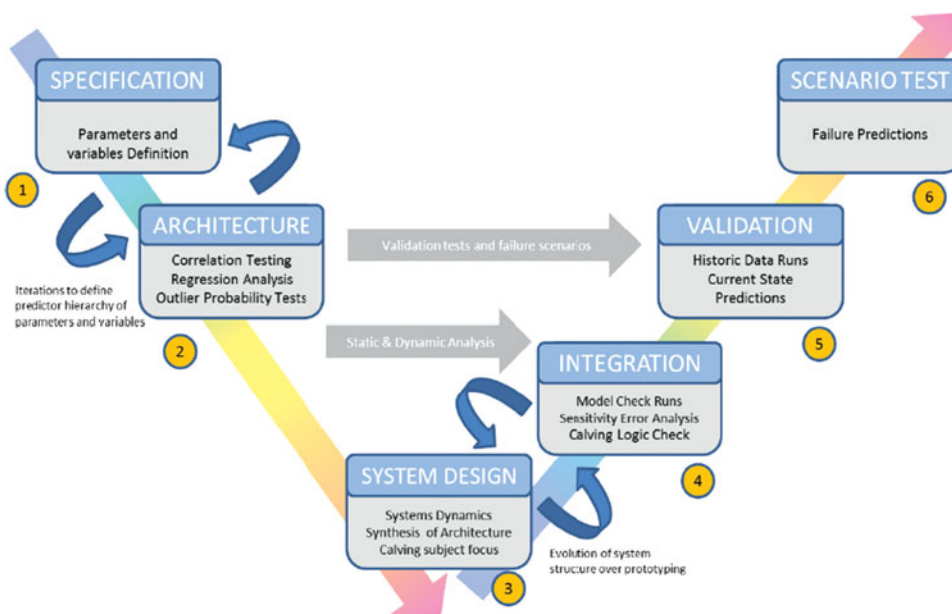 SPECIFICATION
Parameters and
variables Definition
1
ARCHITECTURE
Correlation Testing
Regression Analysis
Outlier Probability Tests
2
Iterations to define
predictor hierarchy of
parameters and variables
Validation tests and failure scenarios
Static & Dynamic Analysis
SYSTEM DESIGN
Systems Dynamics
Synthesis of Architecture
Calving subject focus
3
INTEGRATION
Model Check Runs
Sensitivity Error Analysis
Calving Logic Check
4
Evolution of system
structure over prototyping
VALIDATION
Historic Data Runs
Current State
Predictions
5
SCENARIO TEST
Failure Predictions
6